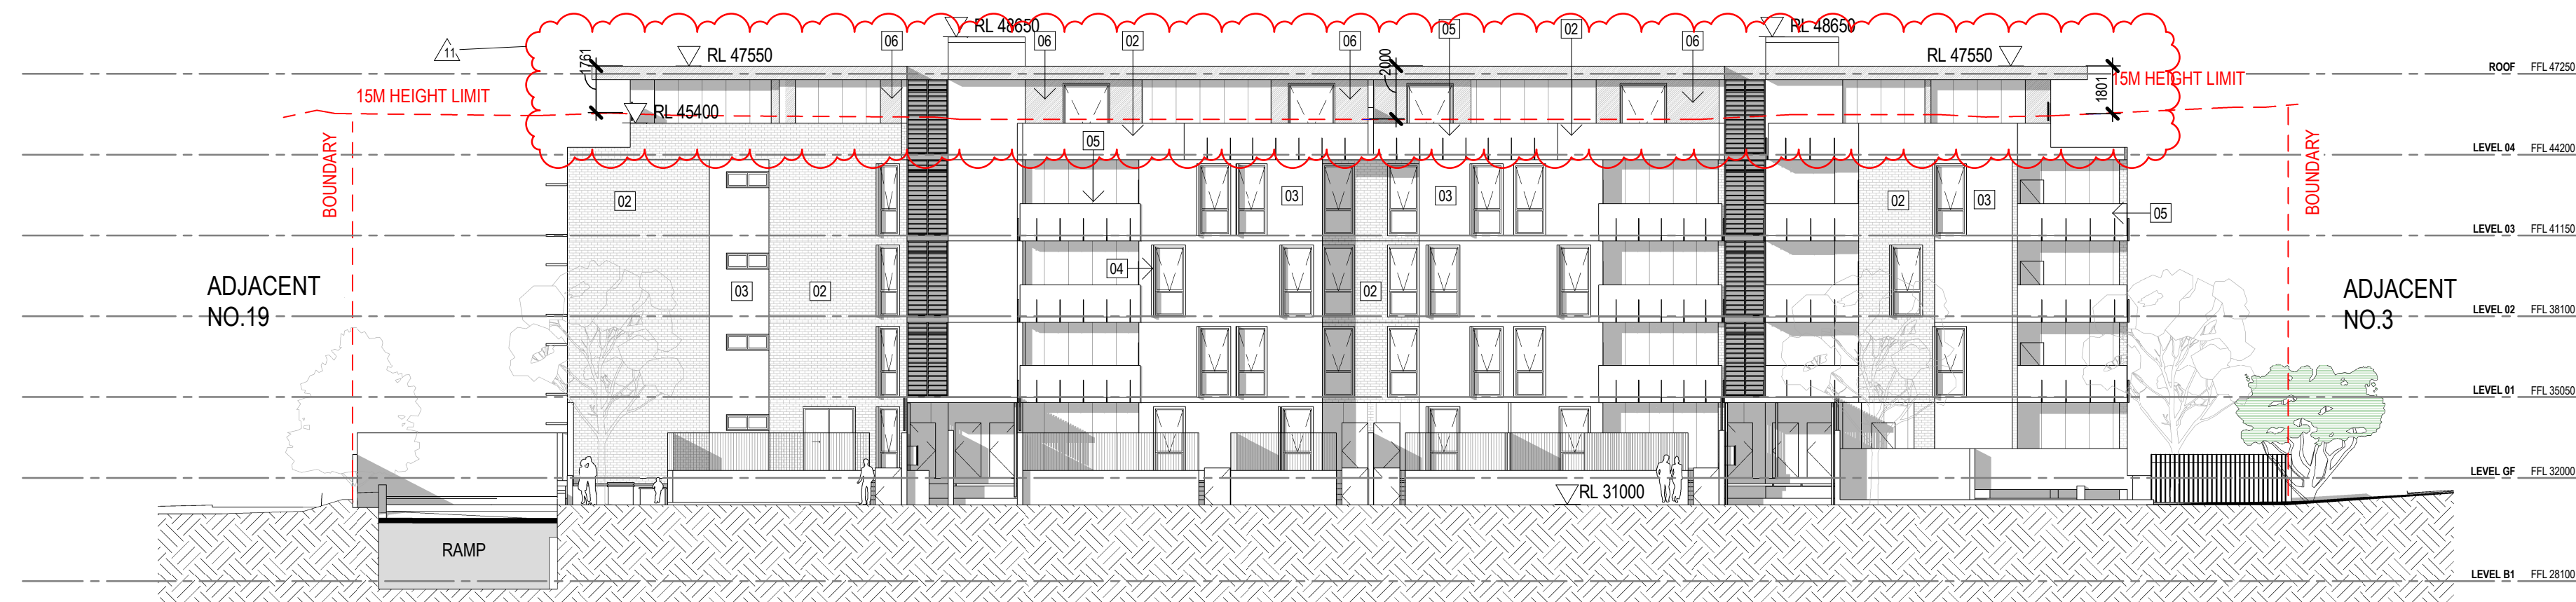 RL 48650
RL 48650
11
06
06
02
06
05
02
06
1761
RL 47550
2000
RL 47550
ROOF FFL 47250
15M HEIGHT LIMIT
15M HEIGHT LIMIT
1801
RL 45400
05
LEVEL 04 FFL 44200
BOUNDARY
BOUNDARY
02
03
03
02
03
05
LEVEL 03 FFL 41150
04
ADJACENT
NO.19
03
02
02
ADJACENT
NO.3
LEVEL 02 FFL 38100
LEVEL 01 FFL 35050
LEVEL GF FFL 32000
RL 31000
RAMP
LEVEL B1 FFL 28100